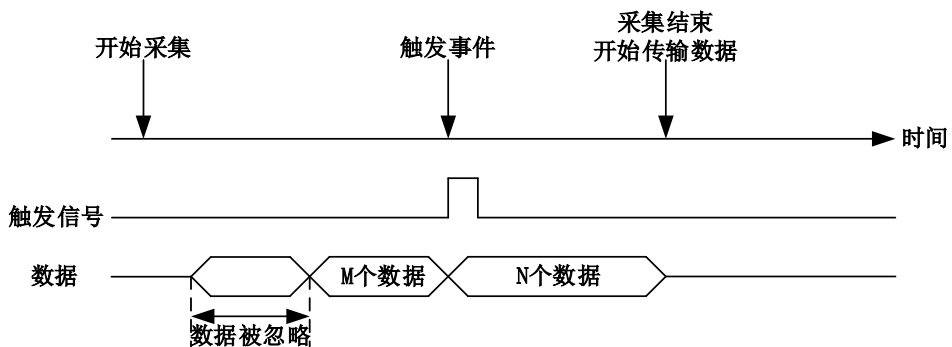 开始采集
触发事件
采集结束
开始传输数据
时间
触发信号
数据
M个数据
N个数据
数据被忽略